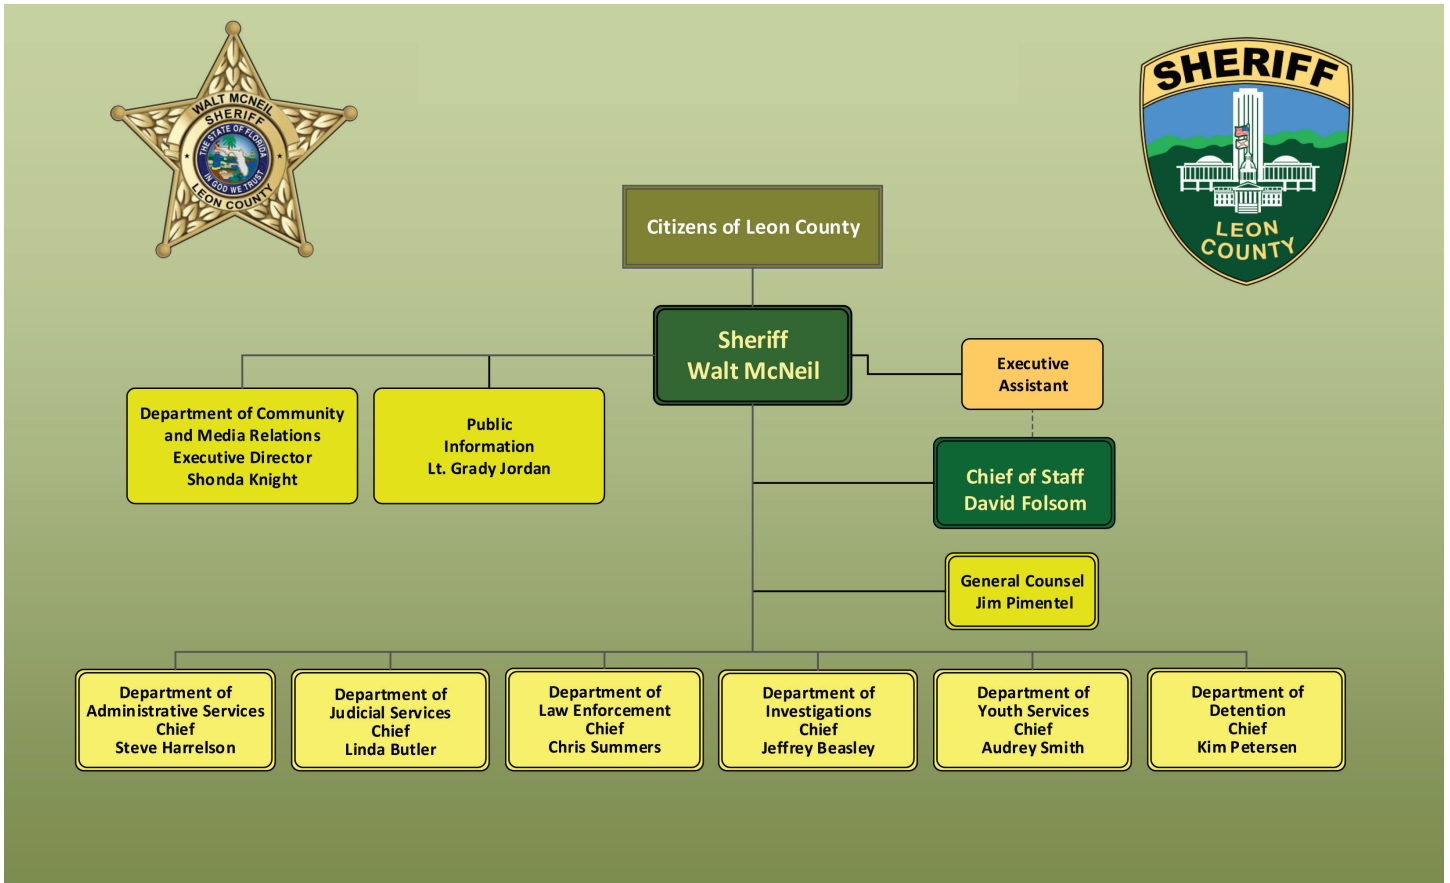 WALT MCNEIL
SHERIFF
THE STATE OF FLORIDA
IN GOD WE TRUST
LEON COUNTY
SHERIFF
LEON
COUNTY
Citizens of Leon County
Sheriff
Walt McNeil
Executive
Assistant
Department of Community
and Media Relations
Executive Director
Shonda Knight
Public
Information
Lt. Grady Jordan
Chief of Staff
David Folsom
General Counsel
Jim Pimentel
Department of
Administrative Services
Chief
Steve Harrelson
Department of
Judicial Services
Chief
Linda Butler
Department of
Law Enforcement
Chief
Chris Summers
Department of
Investigations
Chief
Jeffrey Beasley
Department of
Youth Services
Chief
Audrey Smith
Department of
Detention
Chief
Kim Petersen